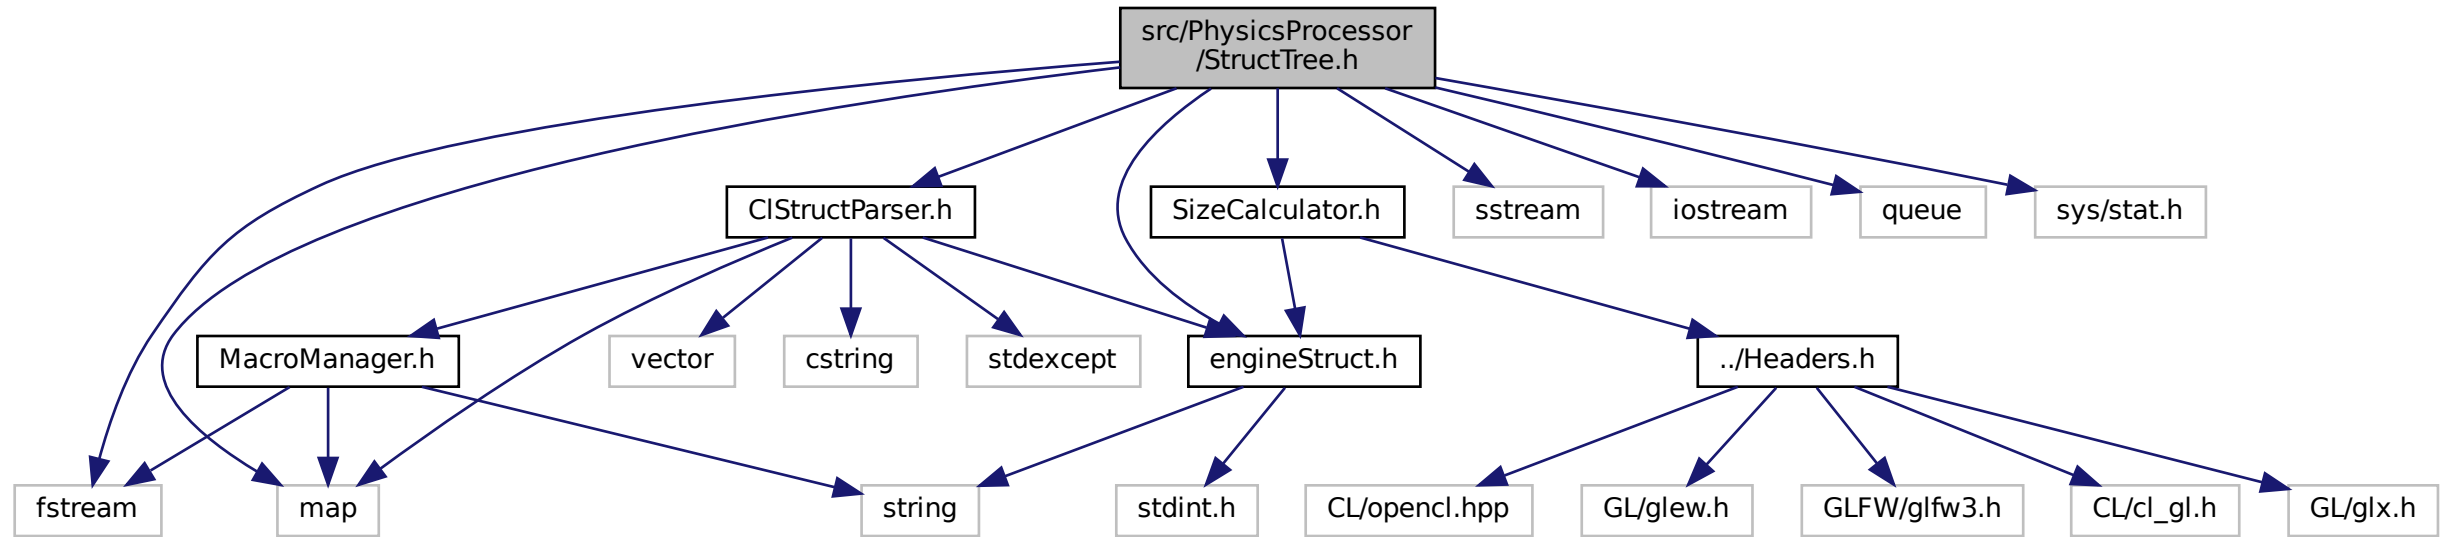 src/PhysicsProcessor
/StructTree.h
ClStructParser.h
SizeCalculator.h
sstream
iostream
queue
sys/stat.h
MacroManager.h
vector
cstring
stdexcept
engineStruct.h
../Headers.h
fstream
map
string
stdint.h
CL/opencl.hpp
GL/glew.h
GLFW/glfw3.h
CL/cl_gl.h
GL/glx.h